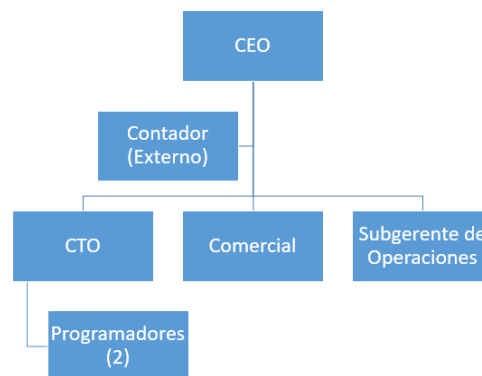 CEO
Contador
(Externo)
CTO
Comercial
Subgerente de
Operaciones
Programadores
(2)